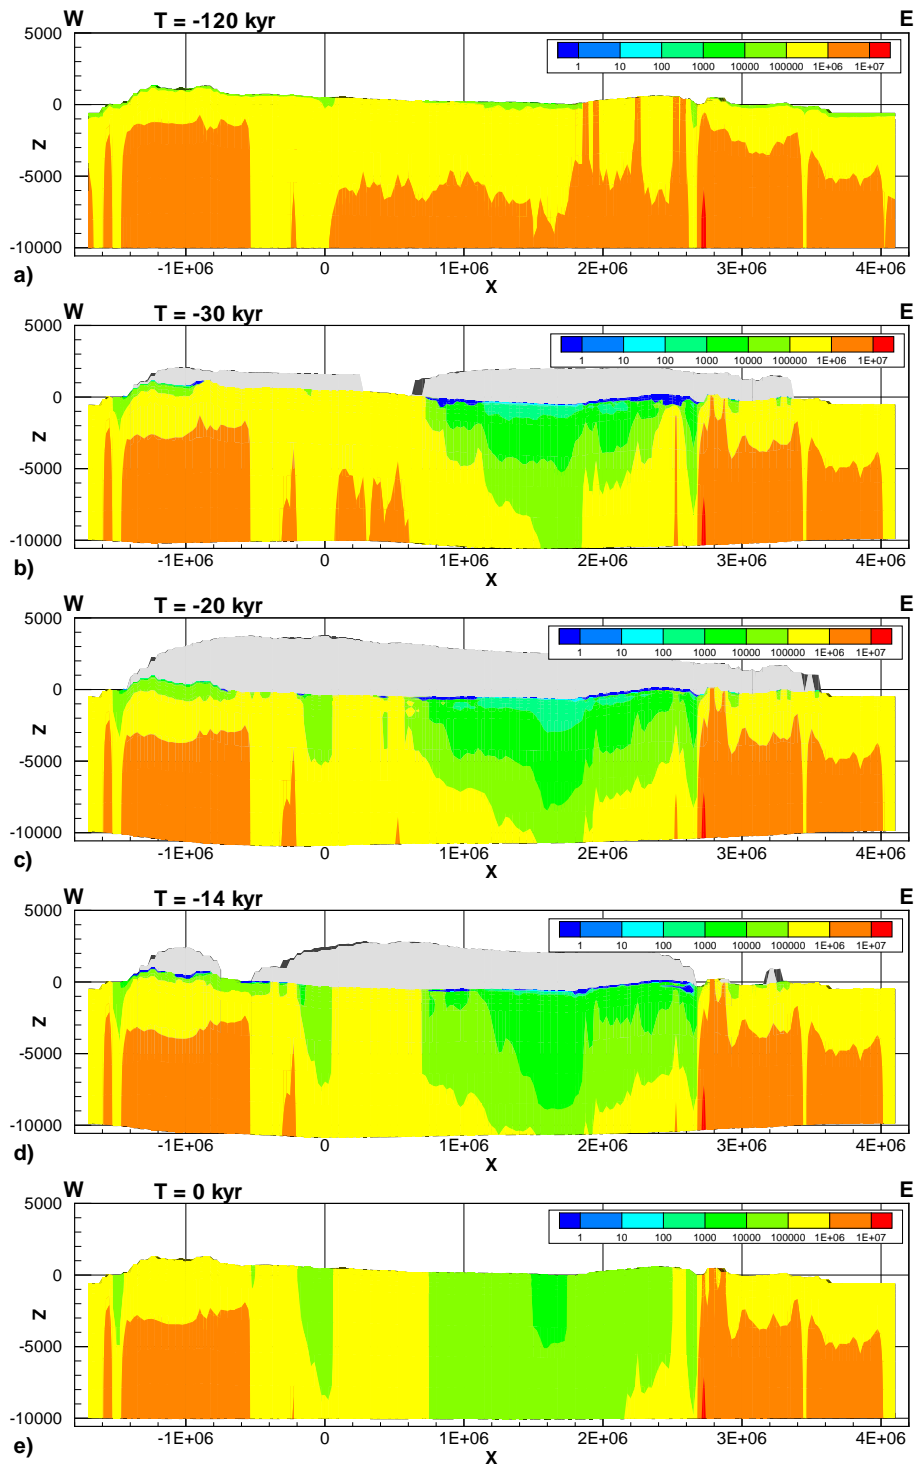 W T = -120 kyr E
5000
1 10 100 1000 10000 100000 1E+06 1E+07
0
Z
-5000
-10000
-1E+06 0 1E+06 2E+06 3E+06 4E+06
a) X
W T = -30 kyr E
5000
1 10 100 1000 10000 100000 1E+06 1E+07
0
Z
-5000
-10000
-1E+06 0 1E+06 2E+06 3E+06 4E+06
b) X
W T = -20 kyr E
5000
1 10 100 1000 10000 100000 1E+06 1E+07
0
Z
-5000
-10000
-1E+06 0 1E+06 2E+06 3E+06 4E+06
c) X
W T = -14 kyr E
5000
1 10 100 1000 10000 100000 1E+06 1E+07
0
Z
-5000
-10000
-1E+06 0 1E+06 2E+06 3E+06 4E+06
d) X
W T = 0 kyr E
5000
1 10 100 1000 10000 100000 1E+06 1E+07
0
Z
-5000
-10000
-1E+06 0 1E+06 2E+06 3E+06 4E+06
e) X